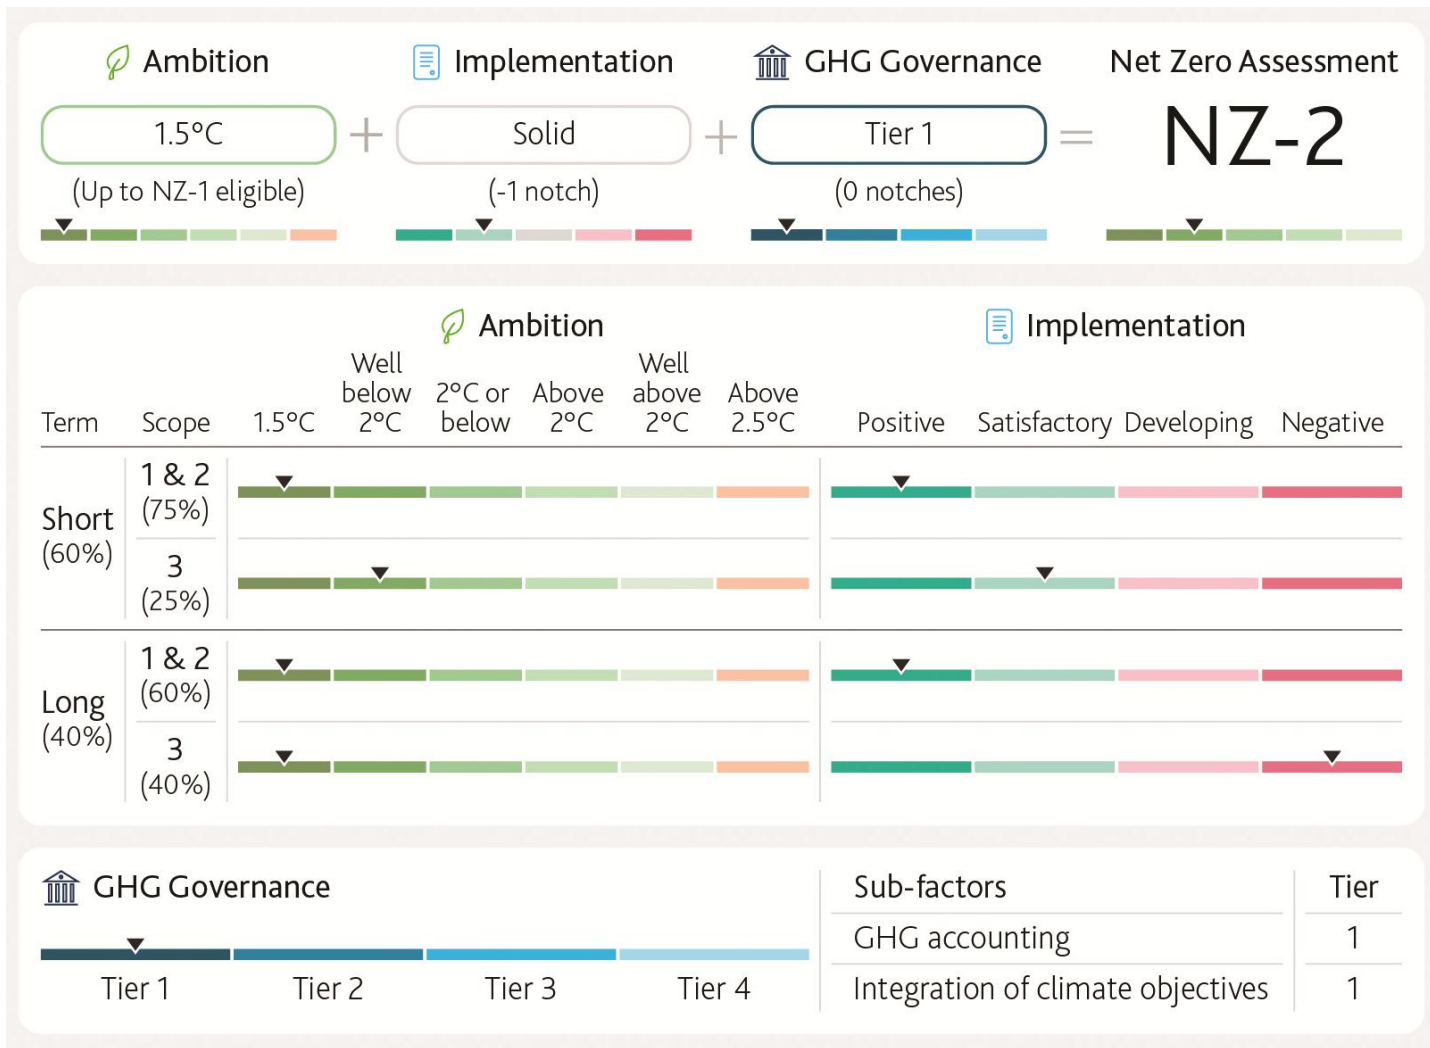 Ambition
Implementation
GHG Governance
Net Zero Assessment
1.5°C + Solid + Tier 1 = NZ-2
(Up to NZ-1 eligible)
(-1 notch)
(0 notches)
Ambition
Implementation
Term
Scope
1.5°C
Well
below
2°C
2°C or
below
Above
2°C
Well
above
2°C
Above
2.5°C
Positive
Satisfactory
Developing
Negative
Short
(60%)
1 & 2
(75%)
3
(25%)
Long
(40%)
1 & 2
(60%)
3
(40%)
GHG Governance
Tier 1
Tier 2
Tier 3
Tier 4
Sub-factors
Tier
GHG accounting
1
Integration of climate objectives
1